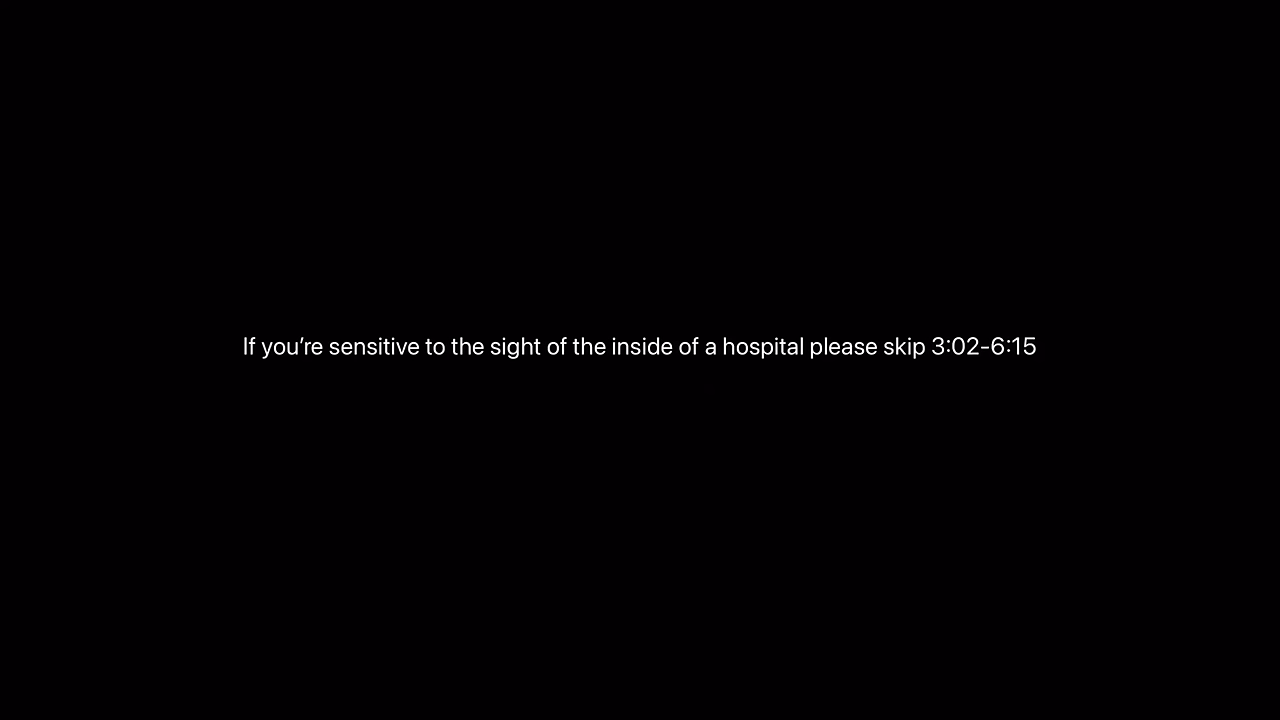 If you’re sensitive to the sight of the inside of a hospital please skip 3:02-6:15